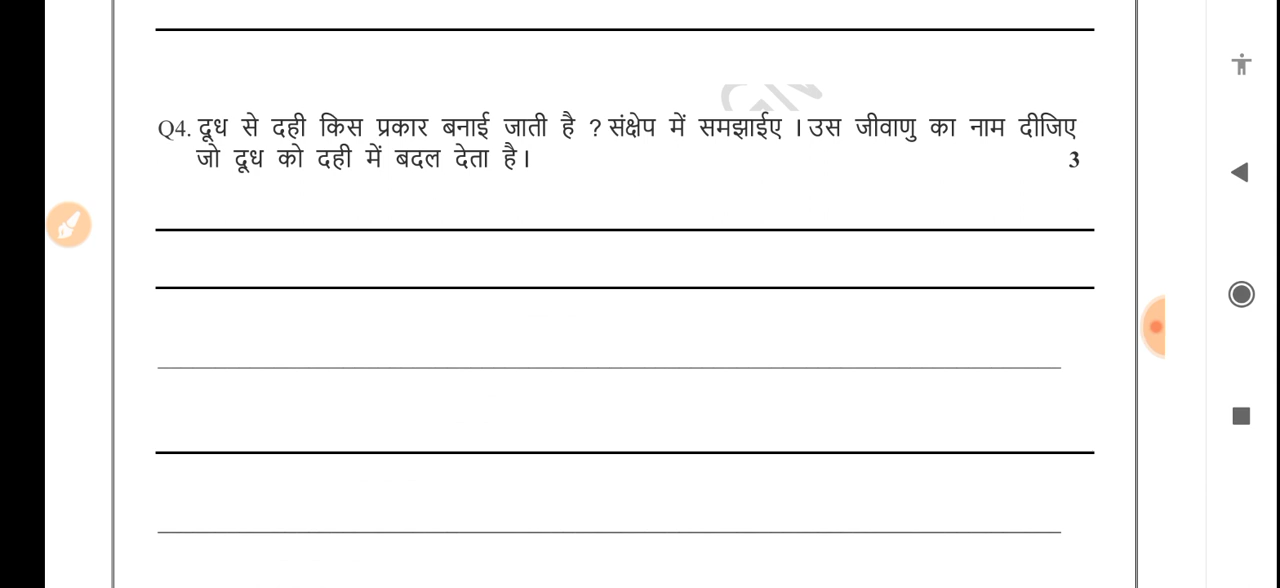 Q4. दूध से दही किस प्रकार बनाई जाती है ? संक्षेप में समझाईए । उस जीवाणु का नाम दीजिए
जो दूध को दही में बदल देता है। 3